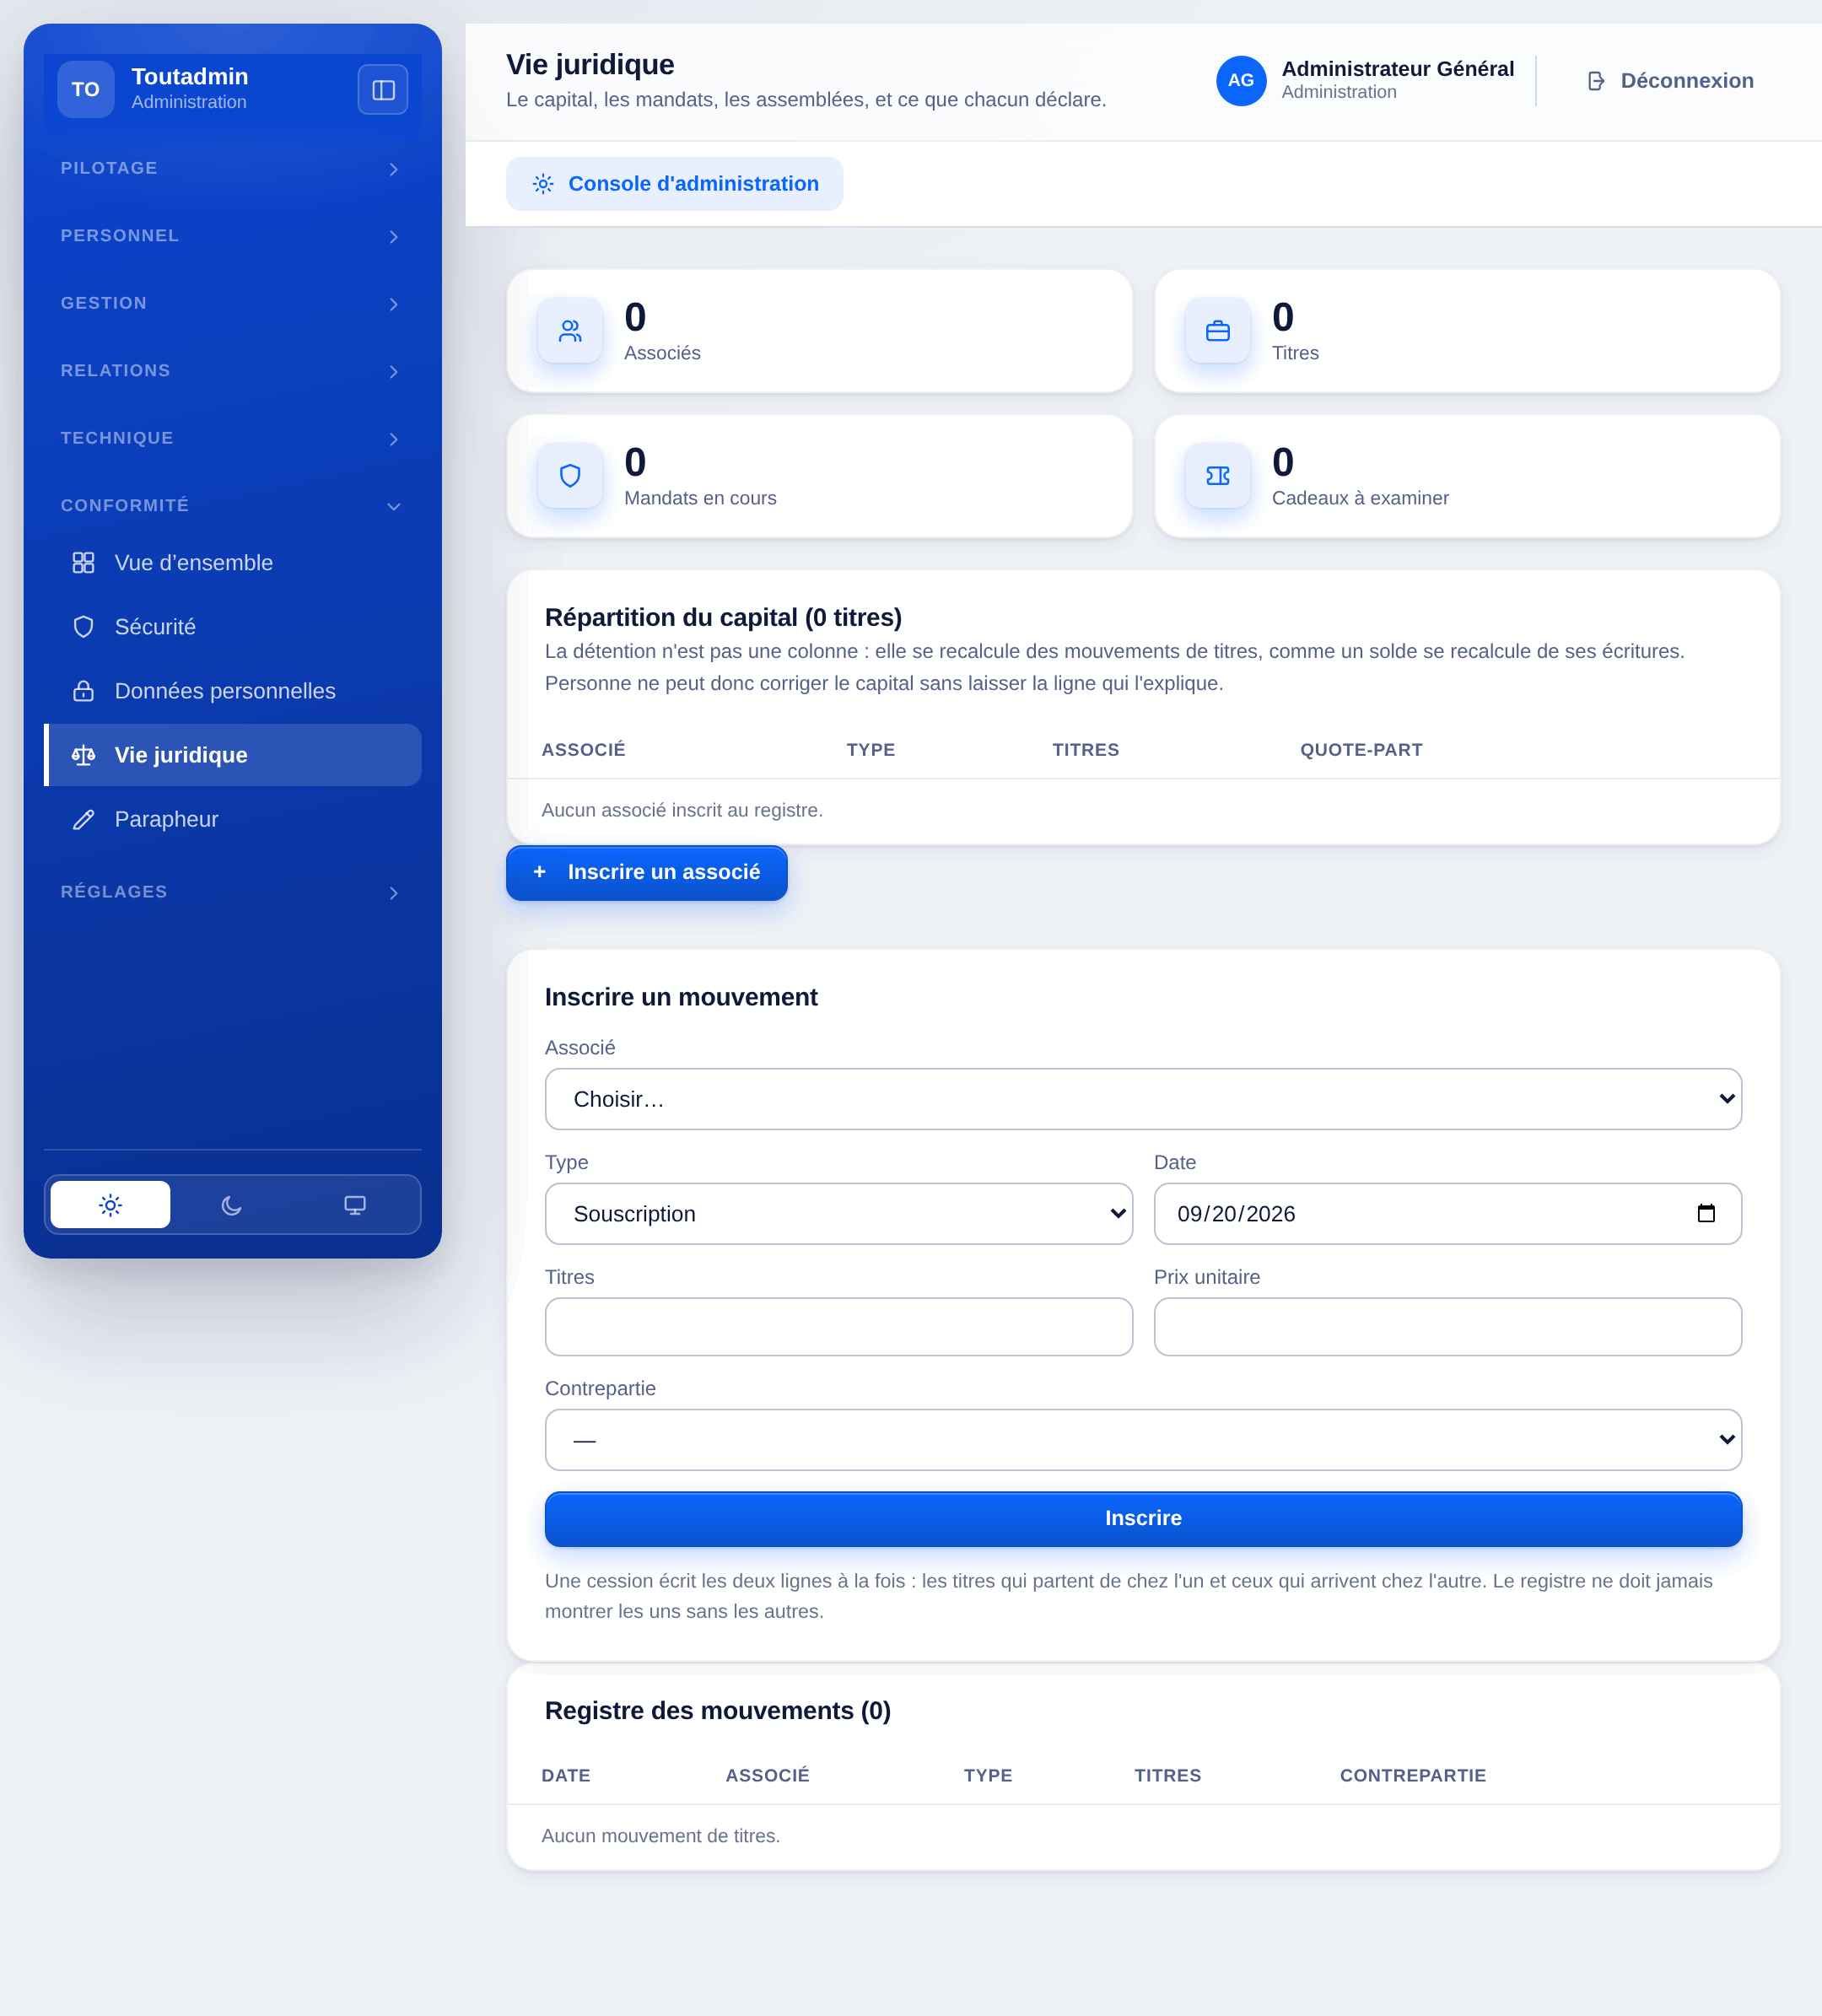 TO
Toutadmin
Administration
PILOTAGE
PERSONNEL
GESTION
RELATIONS
TECHNIQUE
CONFORMITÉ
Vue d’ensemble
Sécurité
Données personnelles
Vie juridique
Parapheur
RÉGLAGES
Vie juridique
Le capital, les mandats, les assemblées, et ce que chacun déclare.
AG
Administrateur Général
Administration
Déconnexion
Console d'administration
0
Associés
0
Titres
0
Mandats en cours
0
Cadeaux à examiner
Répartition du capital (0 titres)
La détention n'est pas une colonne : elle se recalcule des mouvements de titres, comme un solde se recalcule de ses écritures.
Personne ne peut donc corriger le capital sans laisser la ligne qui l'explique.
ASSOCIÉ TYPE TITRES QUOTE-PART
Aucun associé inscrit au registre.
+ Inscrire un associé
Inscrire un mouvement
Associé
Choisir…
Type Date
Souscription 09/20/2026
Titres Prix unitaire
Contrepartie
—
Inscrire
Une cession écrit les deux lignes à la fois : les titres qui partent de chez l'un et ceux qui arrivent chez l'autre. Le registre ne doit jamais
montrer les uns sans les autres.
Registre des mouvements (0)
DATE ASSOCIÉ TYPE TITRES CONTREPARTIE
Aucun mouvement de titres.